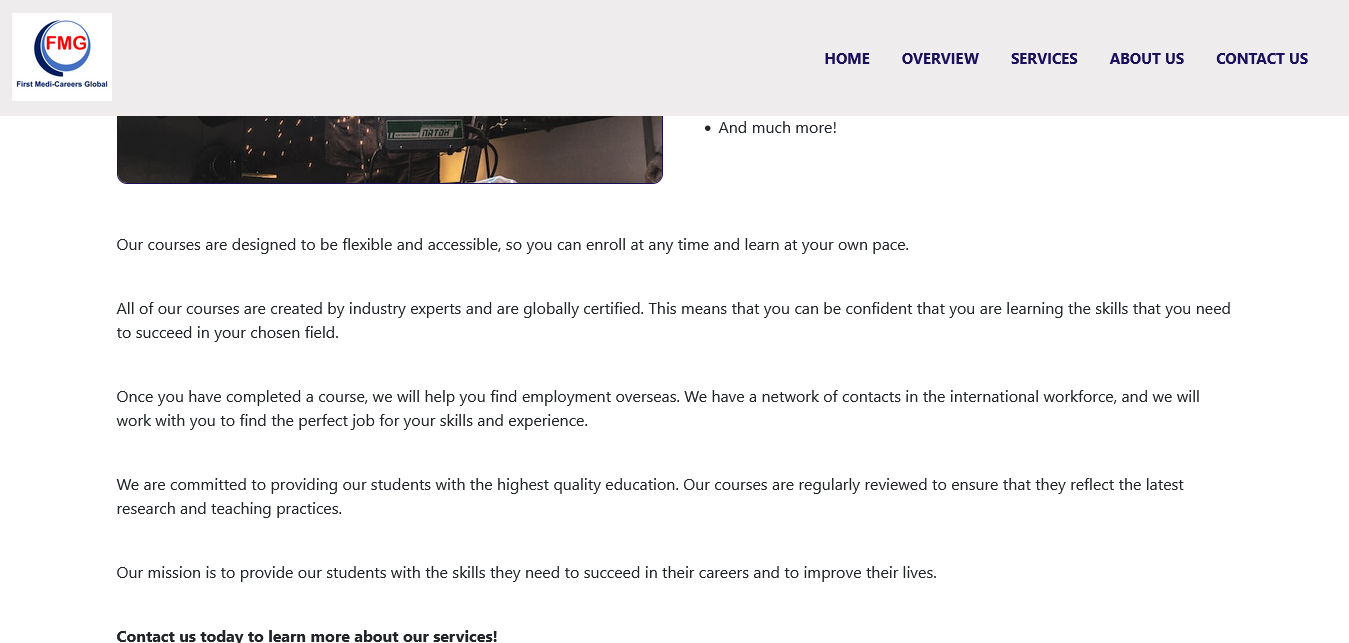 FMG
First Medi-Careers Global
HOME OVERVIEW SERVICES ABOUT US CONTACT US
ПАТОН
• And much more!
Our courses are designed to be flexible and accessible, so you can enroll at any time and learn at your own pace.
All of our courses are created by industry experts and are globally certified. This means that you can be confident that you are learning the skills that you need
to succeed in your chosen field.
Once you have completed a course, we will help you find employment overseas. We have a network of contacts in the international workforce, and we will
work with you to find the perfect job for your skills and experience.
We are committed to providing our students with the highest quality education. Our courses are regularly reviewed to ensure that they reflect the latest
research and teaching practices.
Our mission is to provide our students with the skills they need to succeed in their careers and to improve their lives.
Contact us today to learn more about our services!